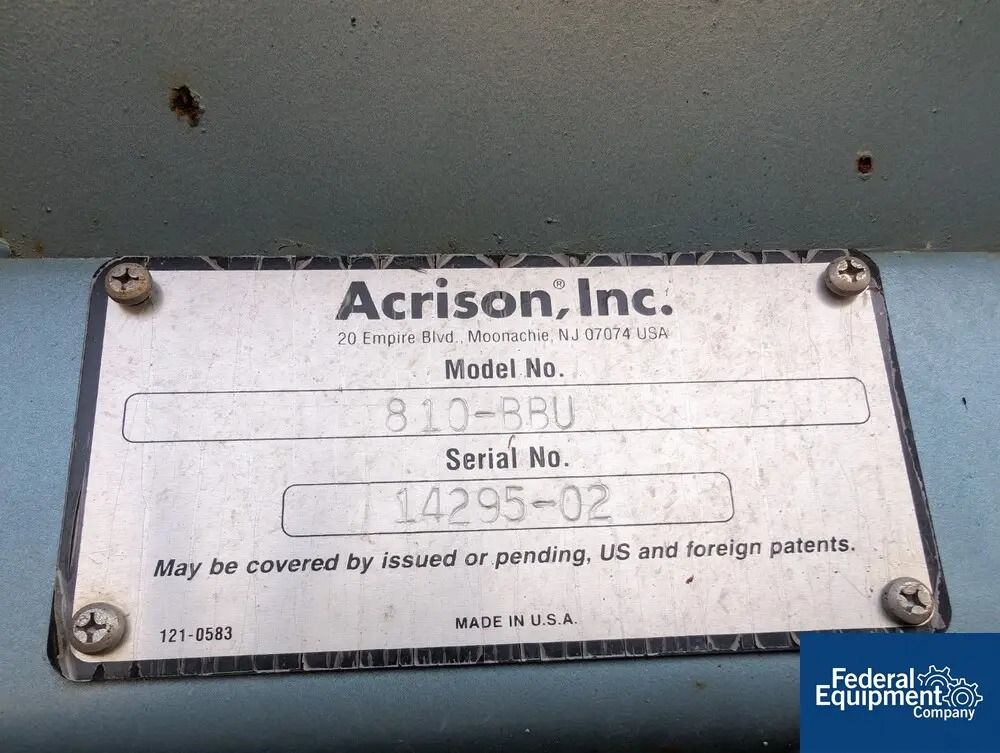 Acrison®, Inc.
20 Empire Blvd., Moonachie, NJ 07074 USA
Model No.
810-BBU
Serial No.
14295-02
May be covered by issued or pending, US and foreign patents.
121-0583
MADE IN U.S.A.
Federal
Equipment
Company